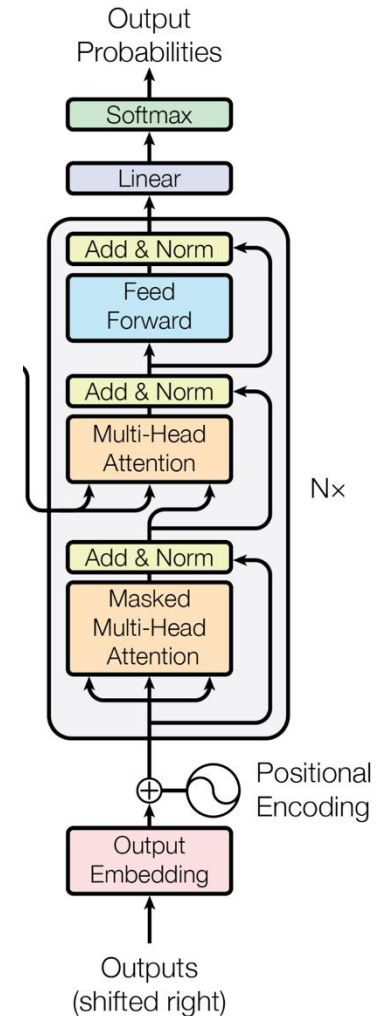 Output
Probabilities
Softmax
Linear
Add & Norm
Feed
Forward
Add & Norm
Multi-Head
Attention
N×
Add & Norm
Masked
Multi-Head
Attention
Positional
Encoding
Output
Embedding
Outputs
(shifted right)